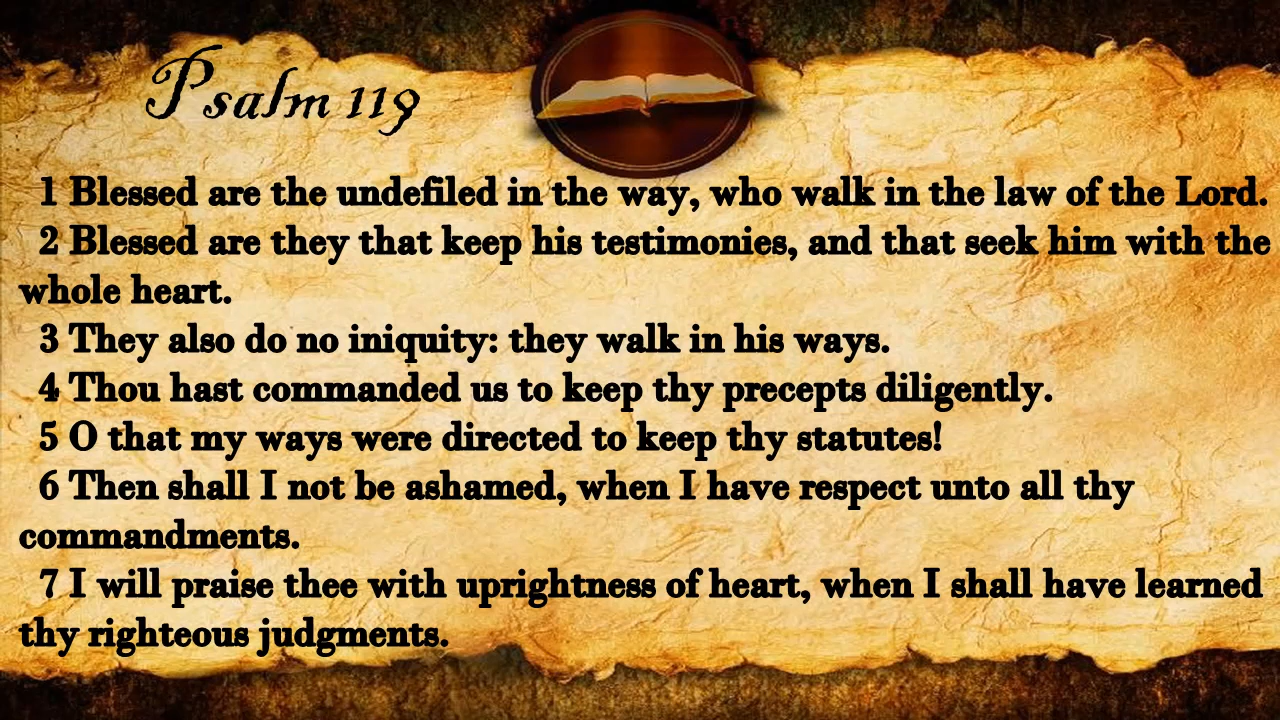 Psalm 119
1 Blessed are the undefiled in the way, who walk in the law of the Lord.
2 Blessed are they that keep his testimonies, and that seek him with the
whole heart.
3 They also do no iniquity: they walk in his ways.
4 Thou hast commanded us to keep thy precepts diligently.
5 O that my ways were directed to keep thy statutes!
6 Then shall I not be ashamed, when I have respect unto all thy
commandments.
7 I will praise thee with uprightness of heart, when I shall have learned
thy righteous judgments.